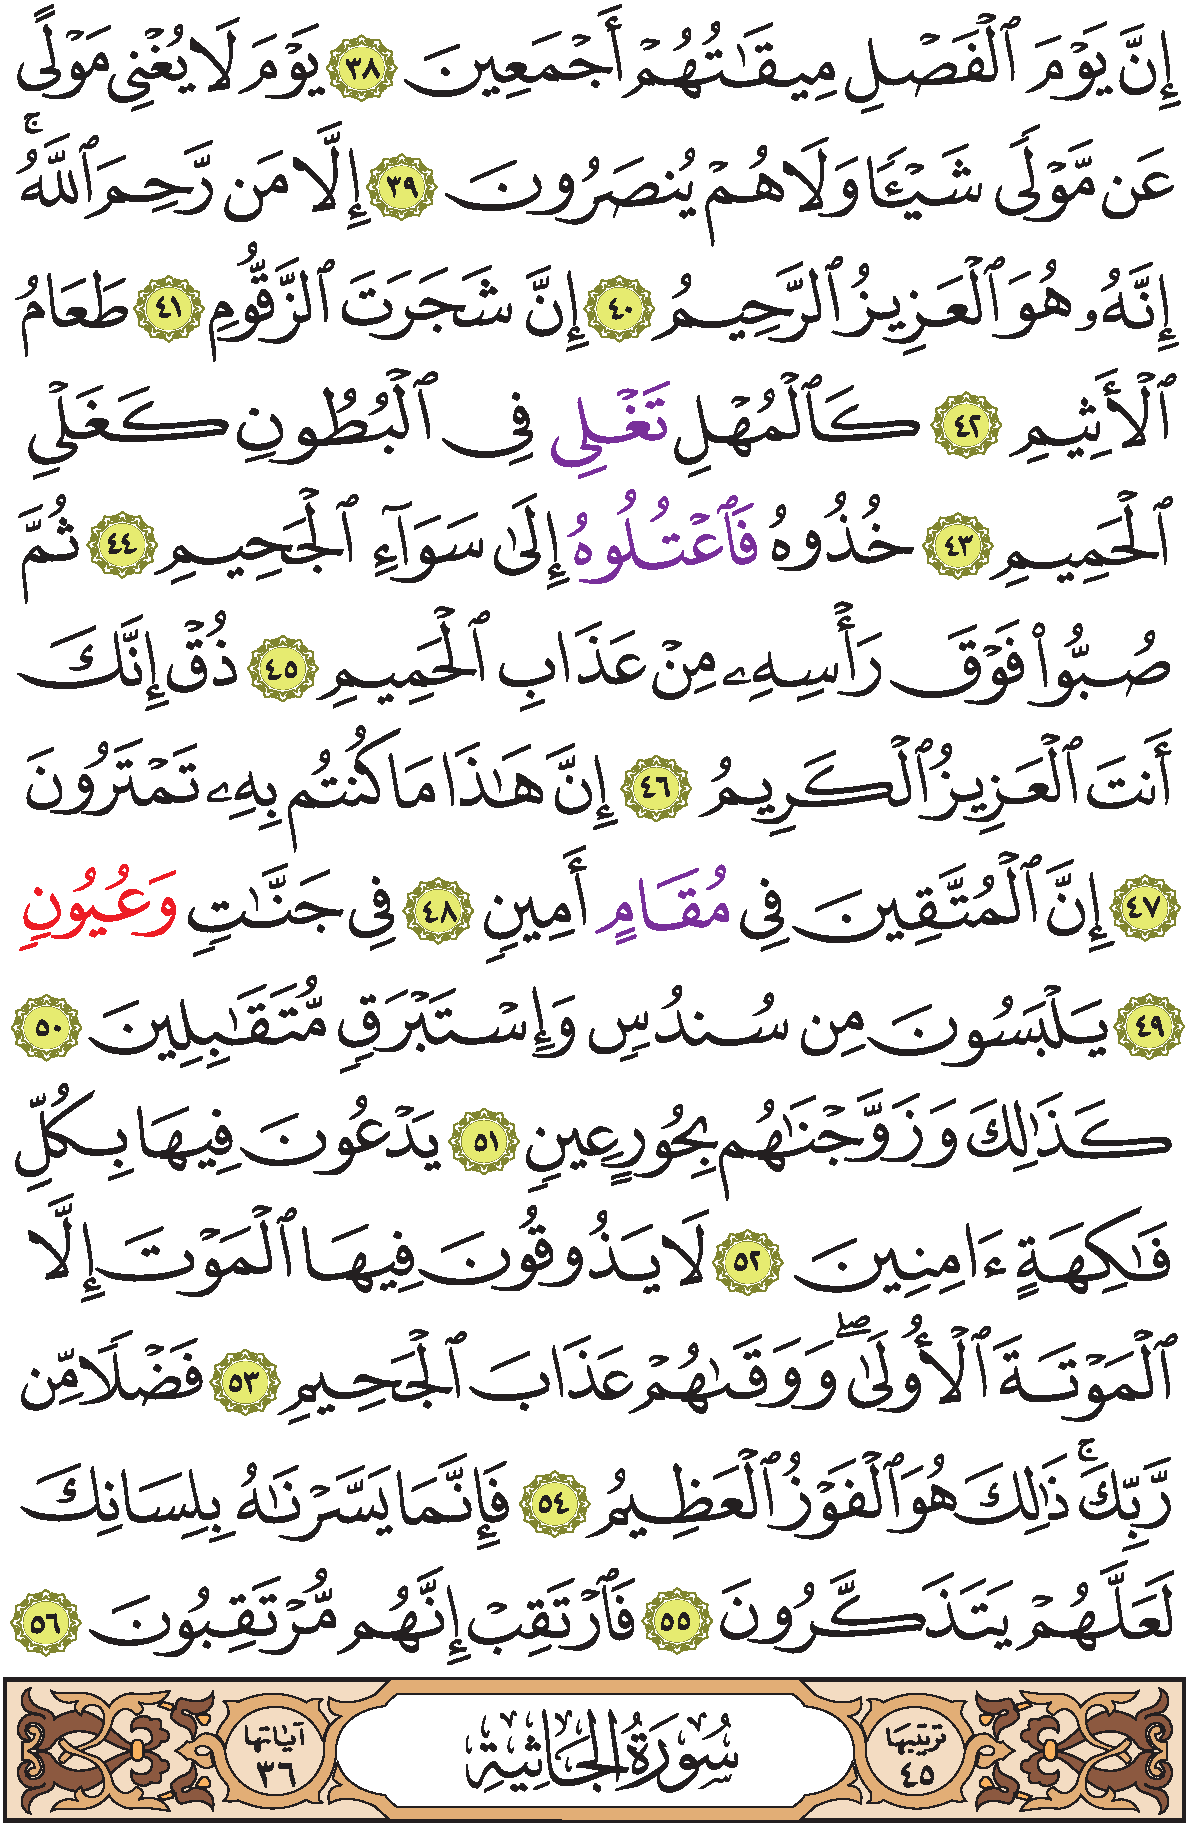 إِنَّ يَوْمَ ٱلْفَصْلِ مِيقَٰتُهُمْ أَجْمَعِينَ ٣٨ يَوْمَ لَا يُغْنِى مَوْلًى
عَن مَّوْلًى شَيْـًٔا وَلَا هُمْ يُنصَرُونَ ٣٩ إِلَّا مَن رَّحِمَ ٱللَّهُ ۚ
إِنَّهُۥ هُوَ ٱلْعَزِيزُ ٱلرَّحِيمُ ٤٠ إِنَّ شَجَرَتَ ٱلزَّقُّومِ ٤١ طَعَامُ
ٱلْأَثِيمِ ٤٢ كَٱلْمُهْلِ تَغْلِى فِى ٱلْبُطُونِ كَغَلْىِ
ٱلْحَمِيمِ ٤٣ خُذُوهُ فَٱعْتُلُوهُ إِلَىٰ سَوَآءِ ٱلْجَحِيمِ ٤٤ ثُمَّ
صُبُّوا۟ فَوْقَ رَأْسِهِۦ مِنْ عَذَابِ ٱلْحَمِيمِ ٤٥ ذُقْ إِنَّكَ
أَنتَ ٱلْعَزِيزُ ٱلْكَرِيمُ ٤٦ إِنَّ هَٰذَا مَا كُنتُم بِهِۦ تَمْتَرُونَ
٤٧ إِنَّ ٱلْمُتَّقِينَ فِى مُقَامٍ أَمِينٍ ٤٨ فِى جَنَّٰتٍ وَعُيُونٍ
٤٩ يَلْبَسُونَ مِن سُندُسٍ وَإِسْتَبْرَقٍ مُّتَقَٰبِلِينَ ٥٠
كَذَٰلِكَ وَزَوَّجْنَٰهُم بِحُورٍ عِينٍ ٥١ يَدْعُونَ فِيهَا بِكُلِّ
فَٰكِهَةٍ ءَامِنِينَ ٥٢ لَا يَذُوقُونَ فِيهَا ٱلْمَوْتَ إِلَّا
ٱلْمَوْتَةَ ٱلْأُولَىٰ ۖ وَوَقَىٰهُمْ عَذَابَ ٱلْجَحِيمِ ٥٣ فَضْلًا مِّن
رَّبِّكَ ۚ ذَٰلِكَ هُوَ ٱلْفَوْزُ ٱلْعَظِيمُ ٥٤ فَإِنَّمَا يَسَّرْنَٰهُ بِلِسَانِكَ
لَعَلَّهُمْ يَتَذَكَّرُونَ ٥٥ فَٱرْتَقِبْ إِنَّهُم مُّرْتَقِبُونَ ٥٦
ترتيبها ٤٥ سُورَةُ الجَاثِيَةِ آياتها ٣٦